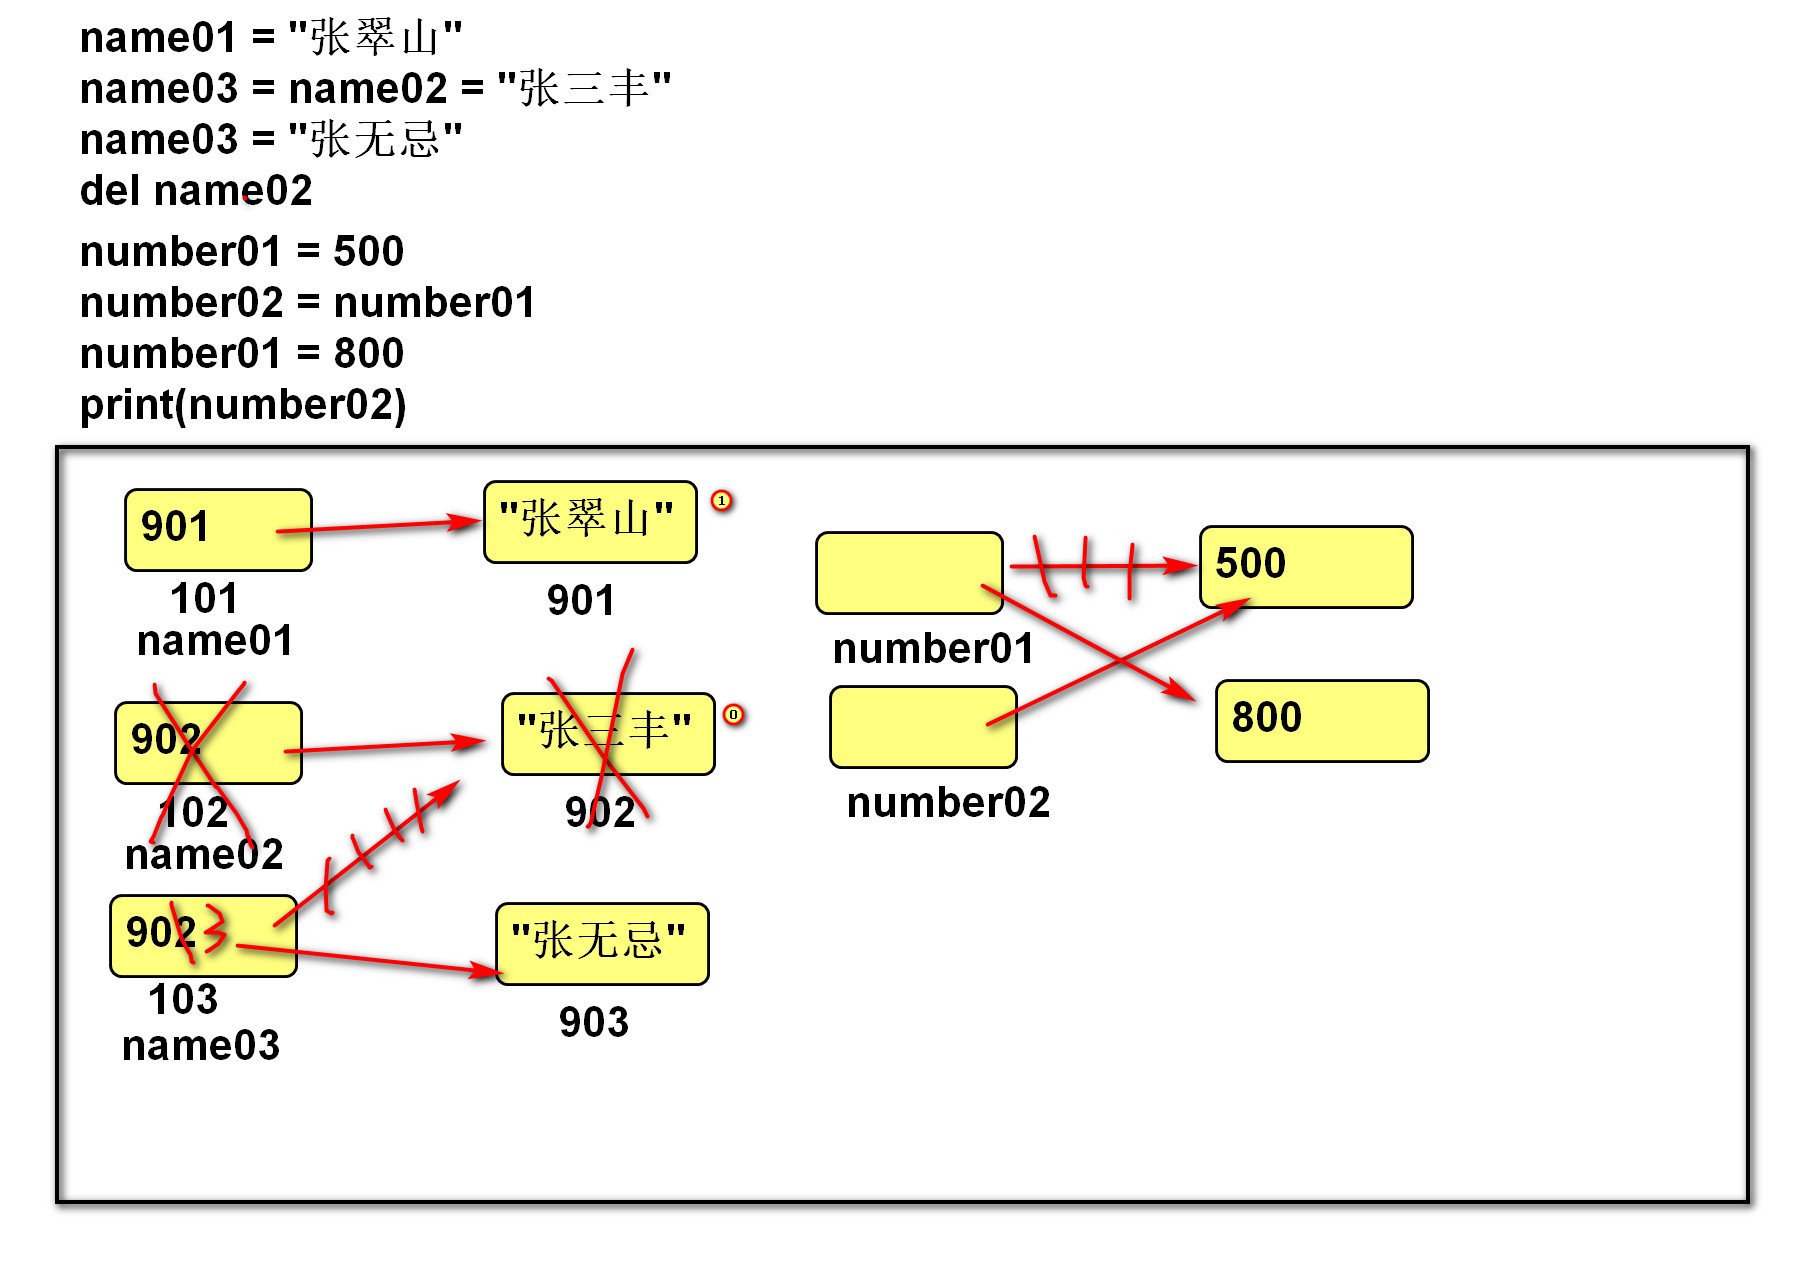 name01 = "张翠山"
name03 = name02 = "张三丰"
name03 = "张无忌"
del name02
number01 = 500
number02 = number01
number01 = 800
print(number02)
901
"张翠山"
1
101
901
name01
902
"张三丰"
0
102
902
name02
902 3
"张无忌"
103
903
name03
500
number01
800
number02